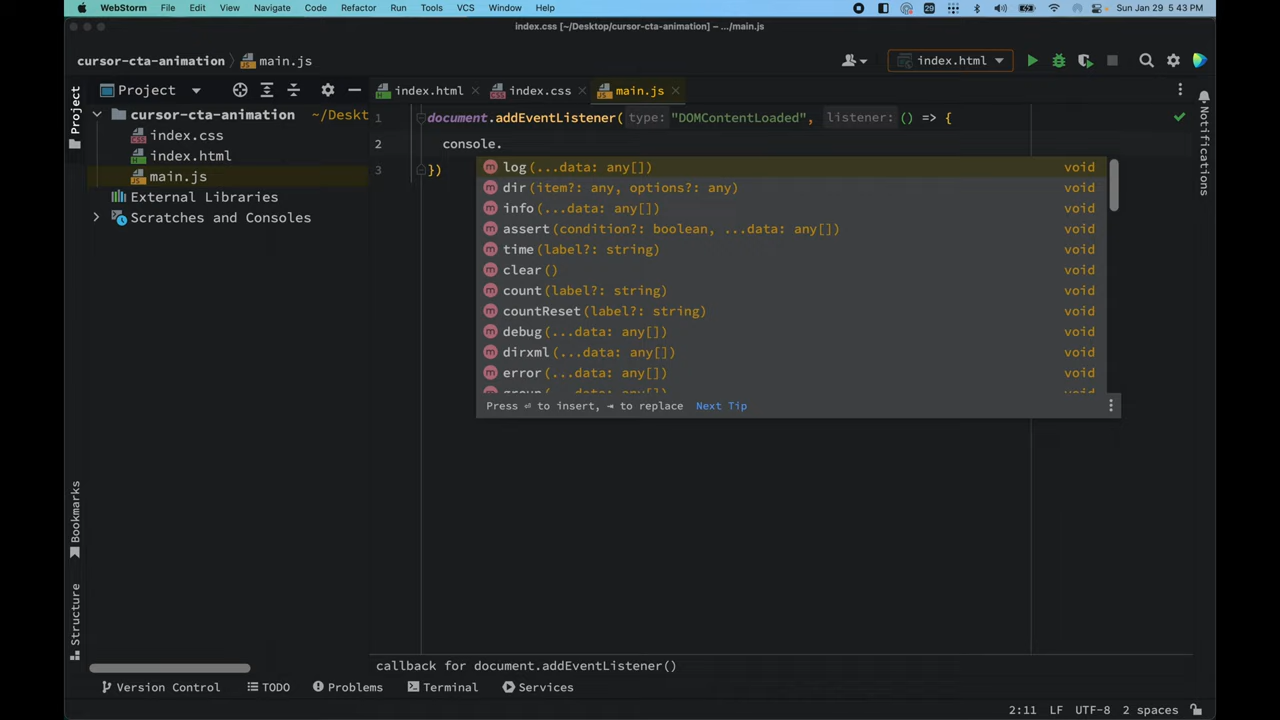 WebStorm File Edit View Navigate Code Refactor Run Tools VCS Window Help 29 Sun Jan 29 5:43 PM
index.css [~/Desktop/cursor-cta-animation] – .../main.js
cursor-cta-animation main.js index.html
Project
Project
index.html index.css main.js
Notifications
cursor-cta-animation ~/Deskt
index.css
index.html
main.js
External Libraries
Scratches and Consoles
1 document.addEventListener( type: "DOMContentLoaded", listener: () => {
2 console.
3 })
log(...data: any[]) void
dir(item?: any, options?: any) void
info(...data: any[]) void
assert(condition?: boolean, ...data: any[]) void
time(label?: string) void
clear() void
count(label?: string) void
countReset(label?: string) void
debug(...data: any[]) void
dirxml(...data: any[]) void
error(...data: any[]) void
group(...data: any[]) void
Press ⏎ to insert, ⇥ to replace Next Tip
Bookmarks
Structure
callback for document.addEventListener()
Version Control TODO Problems Terminal Services
2:11 LF UTF-8 2 spaces